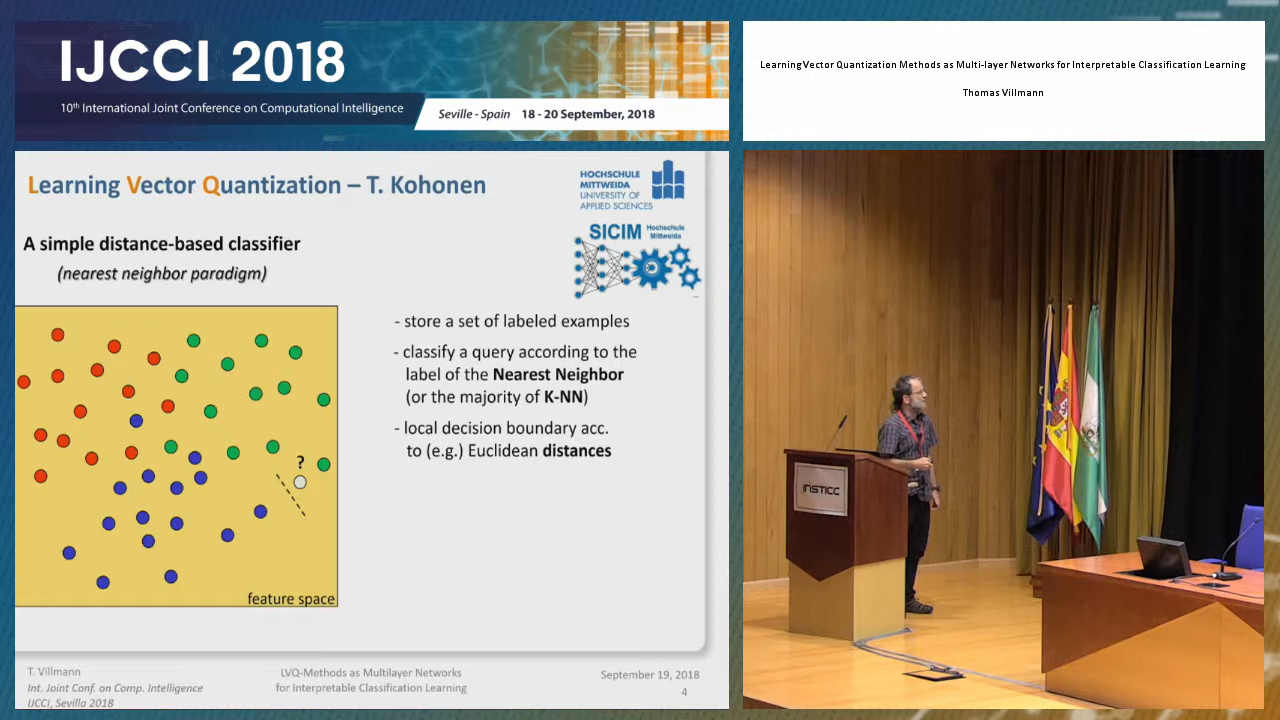 IJCCI 2018
10th International Joint Conference on Computational Intelligence
Seville - Spain 18 - 20 September, 2018
Learning Vector Quantization Methods as Multi-layer Networks for Interpretable Classification Learning
Thomas Villmann
Learning Vector Quantization – T. Kohonen
HOCHSCHULE
MITTWEIDA
UNIVERSITY OF
APPLIED SCIENCES
SICIM Hochschule
Mittweida
A simple distance-based classifier
(nearest neighbor paradigm)
- store a set of labeled examples
- classify a query according to the
label of the Nearest Neighbor
(or the majority of K-NN)
- local decision boundary acc.
to (e.g.) Euclidean distances
?
feature space
T. Villmann
Int. Joint Conf. on Comp. Intelligence
IJCCI, Sevilla 2018
LVQ-Methods as Multilayer Networks
for Interpretable Classification Learning
September 19, 2018
4
INSTICC